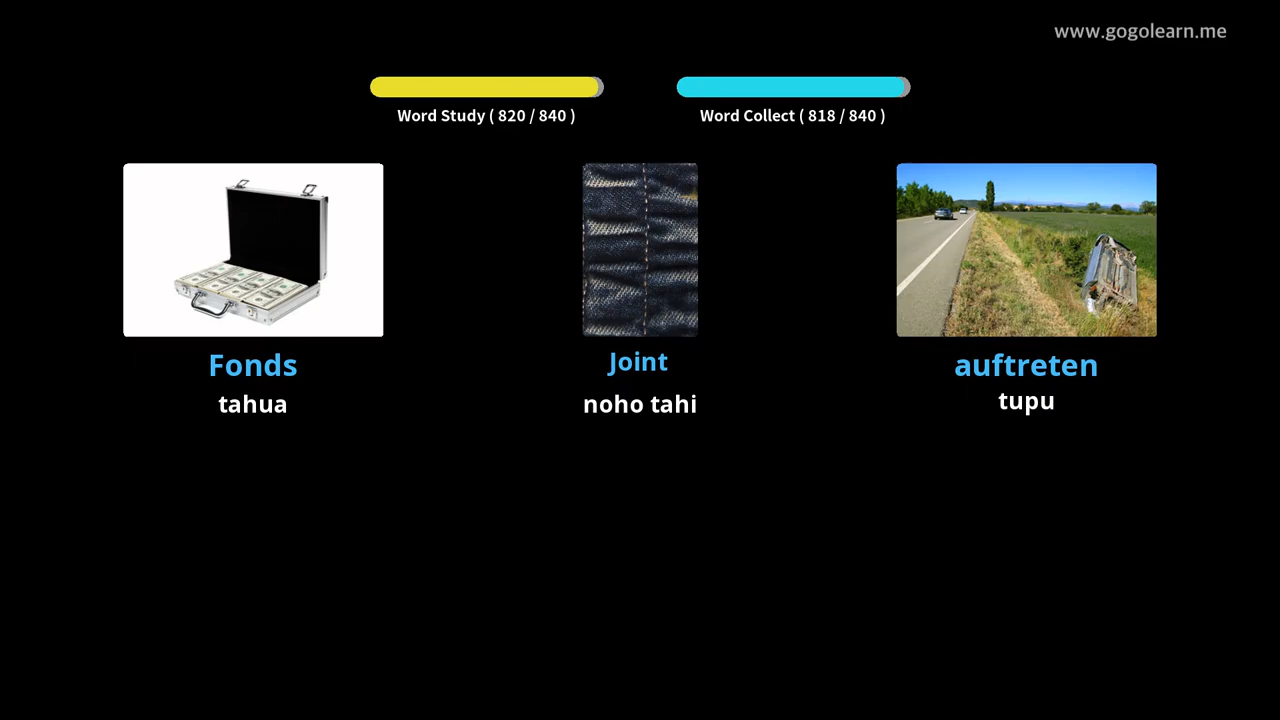 www.gogolearn.me
Word Study ( 820 / 840 )
Word Collect ( 818 / 840 )
Fonds
tahua
Joint
noho tahi
auftreten
tupu